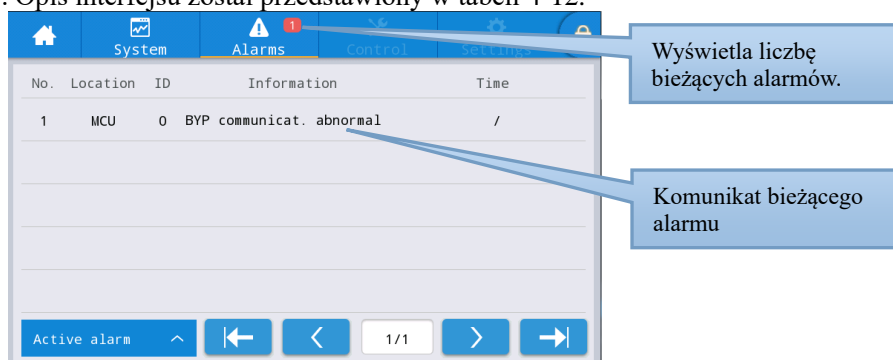 . Opis interfejsu został przedstawiony w tabeli 4-12.
System Alarms 1 Control Settings
Wyświetla liczbę
bieżących alarmów.
No. Location ID Information Time
1 MCU 0 BYP communicat. abnormal /
Komunikat bieżącego
alarmu
Active alarm 1/1